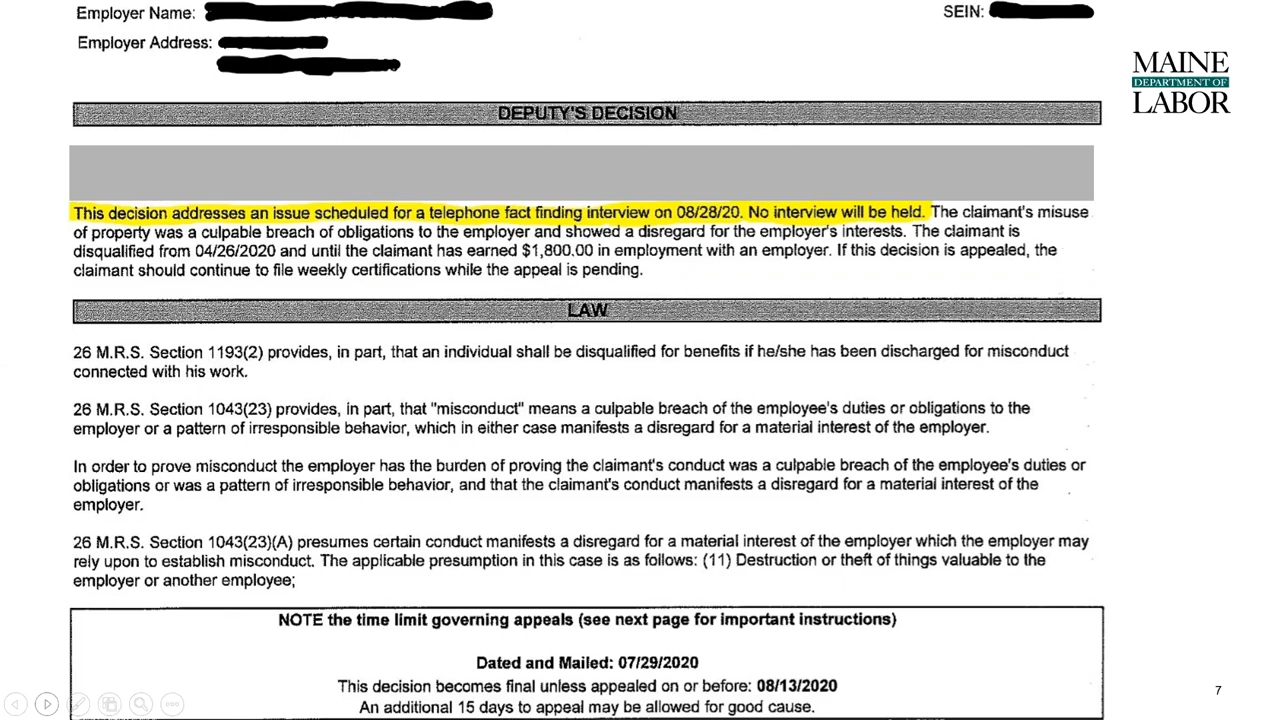 Employer Name:
SEIN:
Employer Address:
MAINE
DEPARTMENT OF
LABOR
DEPUTY'S DECISION
This decision addresses an issue scheduled for a telephone fact finding interview on 08/28/20. No interview will be held. The claimant's misuse
of property was a culpable breach of obligations to the employer and showed a disregard for the employer's interests. The claimant is
disqualified from 04/26/2020 and until the claimant has earned $1,800.00 in employment with an employer. If this decision is appealed, the
claimant should continue to file weekly certifications while the appeal is pending.
LAW
26 M.R.S. Section 1193(2) provides, in part, that an individual shall be disqualified for benefits if he/she has been discharged for misconduct
connected with his work.
26 M.R.S. Section 1043(23) provides, in part, that "misconduct" means a culpable breach of the employee's duties or obligations to the
employer or a pattern of irresponsible behavior, which in either case manifests a disregard for a material interest of the employer.
In order to prove misconduct the employer has the burden of proving the claimant's conduct was a culpable breach of the employee's duties or
obligations or was a pattern of irresponsible behavior, and that the claimant's conduct manifests a disregard for a material interest of the
employer.
26 M.R.S. Section 1043(23)(A) presumes certain conduct manifests a disregard for a material interest of the employer which the employer may
rely upon to establish misconduct. The applicable presumption in this case is as follows: (11) Destruction or theft of things valuable to the
employer or another employee;
NOTE the time limit governing appeals (see next page for important instructions)
Dated and Mailed: 07/29/2020
This decision becomes final unless appealed on or before: 08/13/2020
An additional 15 days to appeal may be allowed for good cause.
7